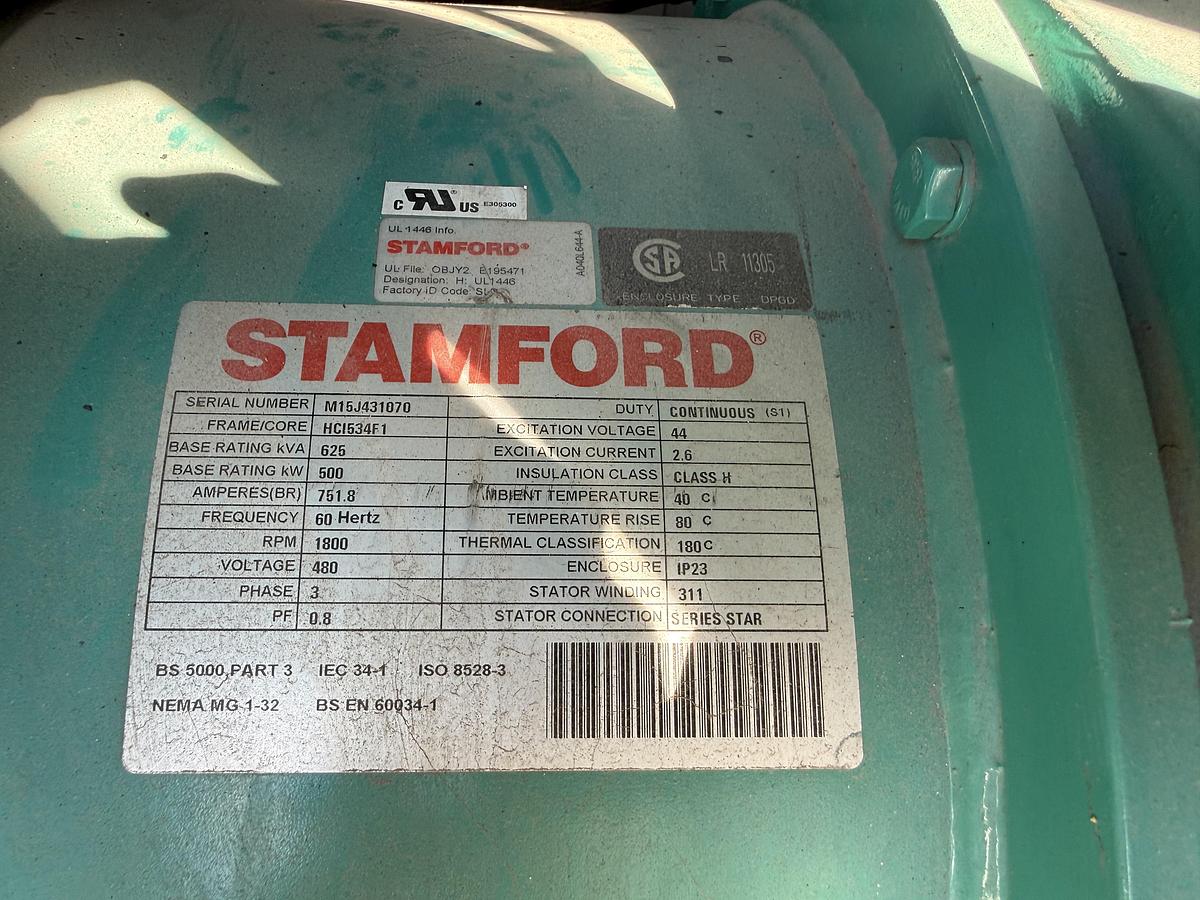 c RU US E305300
UL 1446 Info.
STAMFORD®
UL File: OBJY2 E195471
Designation: H: UL1446
Factory ID Code:
A040L644-A
CSA LR 11305
ENCLOSURE TYPE DPGD
STAMFORD®
SERIAL NUMBER M15J431070 DUTY CONTINUOUS (S1)
FRAME/CORE HCI534F1 EXCITATION VOLTAGE 44
BASE RATING kVA 625 EXCITATION CURRENT 2.6
BASE RATING kW 500 INSULATION CLASS CLASS H
AMPERES(BR) 751.8 AMBIENT TEMPERATURE 40 C
FREQUENCY 60 Hertz TEMPERATURE RISE 80 C
RPM 1800 THERMAL CLASSIFICATION 180 C
VOLTAGE 480 ENCLOSURE IP23
PHASE 3 STATOR WINDING 311
PF 0.8 STATOR CONNECTION SERIES STAR
BS 5000,PART 3 IEC 34-1 ISO 8528-3
NEMA MG 1-32 BS EN 60034-1